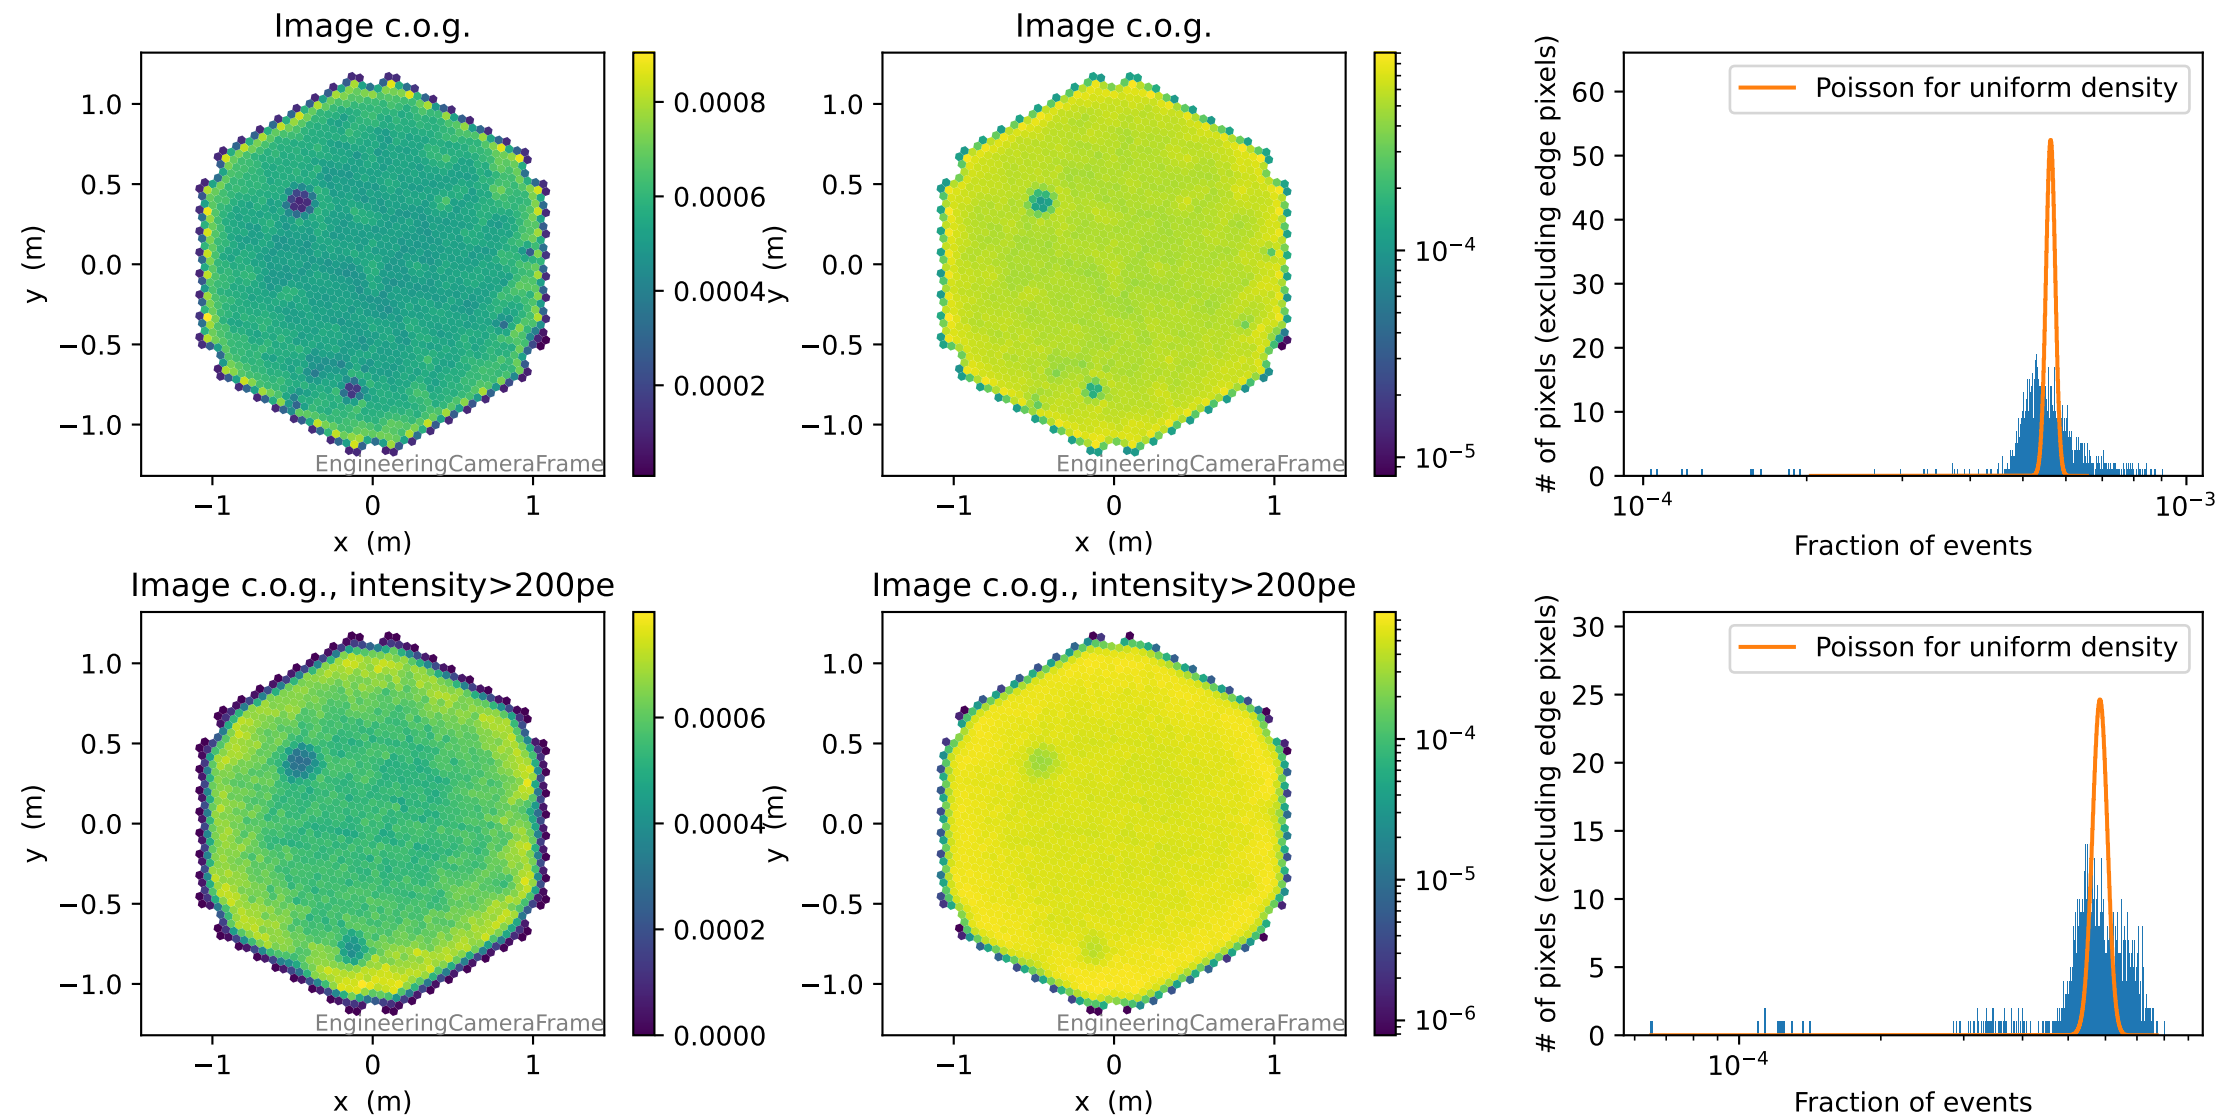 Image c.o.g.
1.0
0.5
0.0
−0.5
−1.0
y (m)
−1
0
1
x (m)
EngineeringCameraFrame
0.0008
0.0006
0.0004
0.0002
Image c.o.g.
1.0
0.5
0.0
−0.5
−1.0
y (m)
−1
0
1
x (m)
EngineeringCameraFrame
10⁻⁴
10⁻⁵
Poisson for uniform density
# of pixels (excluding edge pixels)
60
50
40
30
20
10
0
10⁻⁴
10⁻³
Fraction of events
Image c.o.g., intensity>200pe
1.0
0.5
0.0
−0.5
−1.0
y (m)
−1
0
1
x (m)
EngineeringCameraFrame
0.0006
0.0004
0.0002
0.0000
Image c.o.g., intensity>200pe
1.0
0.5
0.0
−0.5
−1.0
y (m)
−1
0
1
x (m)
EngineeringCameraFrame
10⁻⁴
10⁻⁵
10⁻⁶
Poisson for uniform density
# of pixels (excluding edge pixels)
30
25
20
15
10
5
0
10⁻⁴
Fraction of events